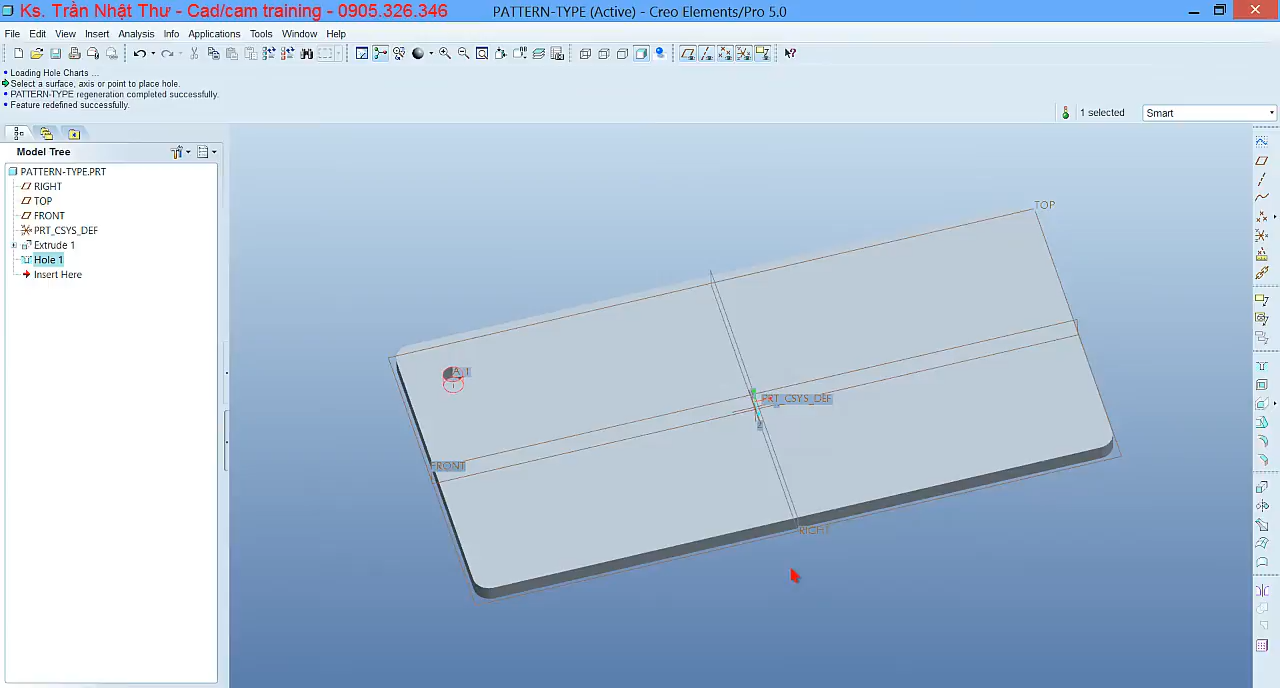 Ks. Trần Nhật Thư - Cad/cam training - 0905.326.346
PATTERN-TYPE (Active) - Creo Elements/Pro 5.0
File Edit View Insert Analysis Info Applications Tools Window Help
• Loading Hole Charts ...
Select a surface, axis or point to place hole.
• PATTERN-TYPE regeneration completed successfully.
• Feature redefined successfully.
1 selected
Smart
Model Tree
PATTERN-TYPE.PRT
RIGHT
TOP
FRONT
PRT_CSYS_DEF
Extrude 1
Hole 1
Insert Here
TOP
A_1
PRT_CSYS_DEF
Z
FRONT
RIGHT